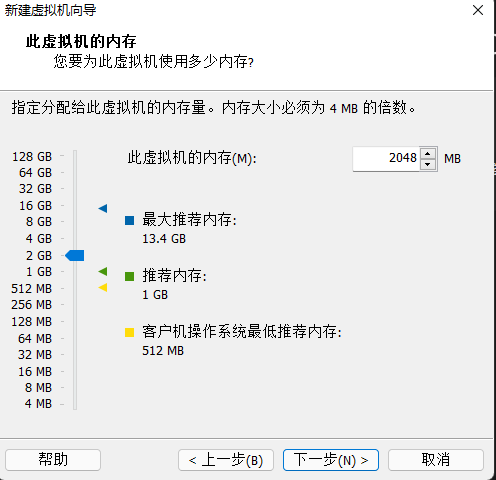 新建虚拟机向导
此虚拟机的内存
您要为此虚拟机使用多少内存?
指定分配给此虚拟机的内存量。内存大小必须为 4 MB 的倍数。
128 GB
64 GB
32 GB
16 GB
8 GB
4 GB
2 GB
1 GB
512 MB
256 MB
128 MB
64 MB
32 MB
16 MB
8 MB
4 MB
此虚拟机的内存(M):
2048 MB
最大推荐内存:
13.4 GB
推荐内存:
1 GB
客户机操作系统最低推荐内存:
512 MB
帮助
< 上一步(B)
下一步(N) >
取消